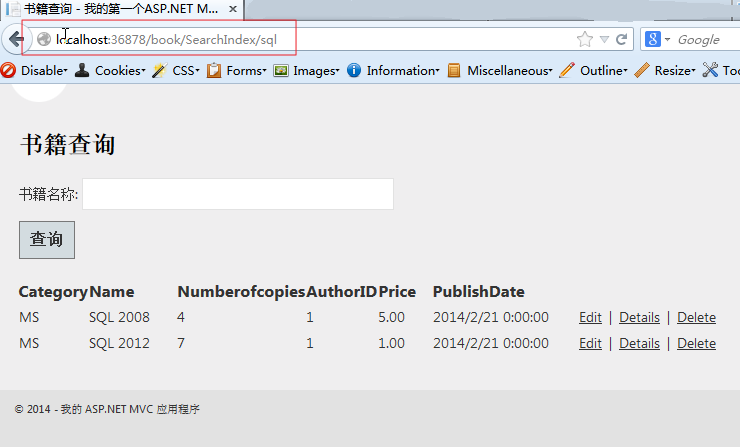 书籍查询 - 我的第一个ASP.NET MV...
localhost:36878/book/SearchIndex/sql
Google
Disable Cookies CSS Forms Images Information Miscellaneous Outline Resize
书籍查询
书籍名称:
查询
Category Name Numberofcopies AuthorID Price PublishDate
MS SQL 2008 4 1 5.00 2014/2/21 0:00:00 Edit | Details | Delete
MS SQL 2012 7 1 1.00 2014/2/21 0:00:00 Edit | Details | Delete
© 2014 - 我的 ASP.NET MVC 应用程序